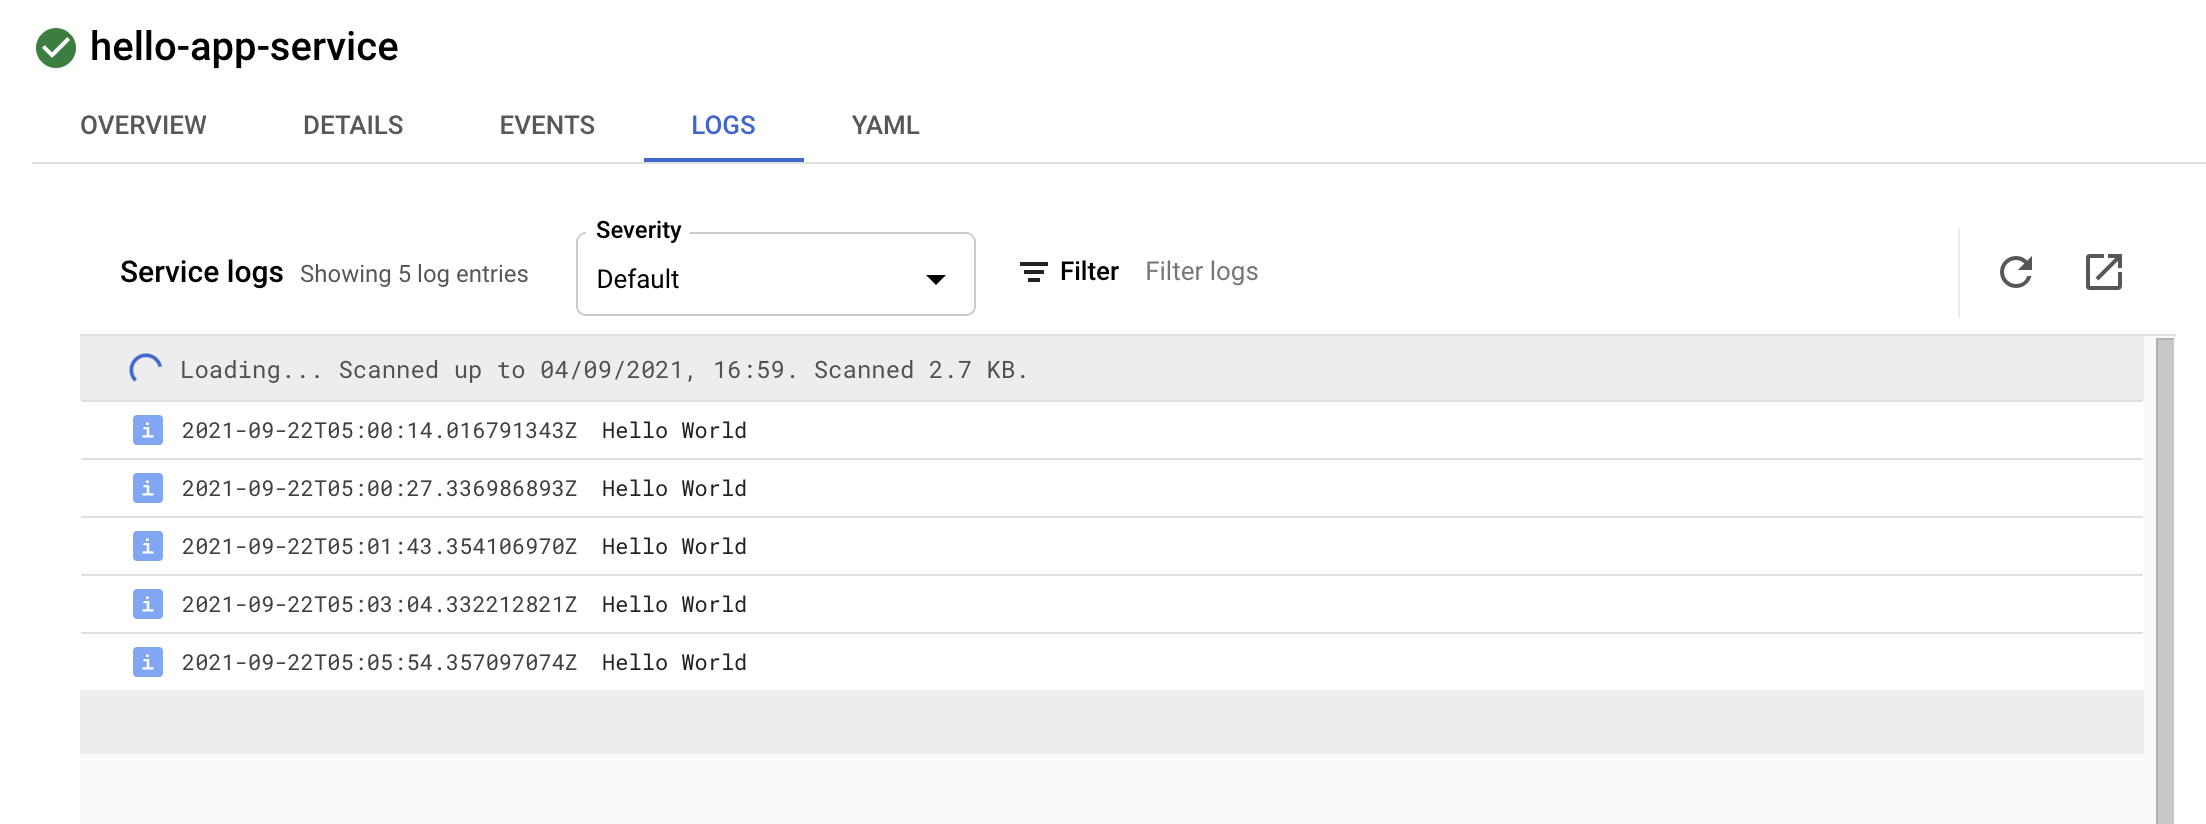 hello-app-service
OVERVIEW DETAILS EVENTS LOGS YAML
Severity
Service logs Showing 5 log entries Default Filter Filter logs
Loading... Scanned up to 04/09/2021, 16:59. Scanned 2.7 KB.
i 2021-09-22T05:00:14.016791343Z Hello World
i 2021-09-22T05:00:27.336986893Z Hello World
i 2021-09-22T05:01:43.354106970Z Hello World
i 2021-09-22T05:03:04.332212821Z Hello World
i 2021-09-22T05:05:54.357097074Z Hello World